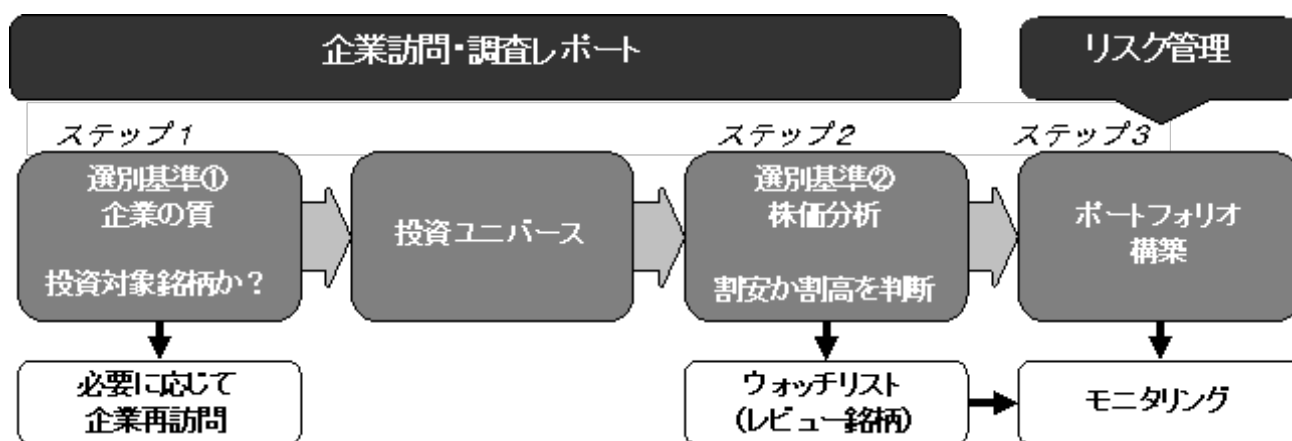 企業訪問・調査レポート
リスク管理
ステップ1
ステップ2
ステップ3
選別基準①
企業の質
投資対象銘柄か？
投資ユニバース
選別基準②
株価分析
割安か割高を判断
ポートフォリオ
構築
必要に応じて
企業再訪問
ウォッチリスト
(レビュー銘柄)
モニタリング